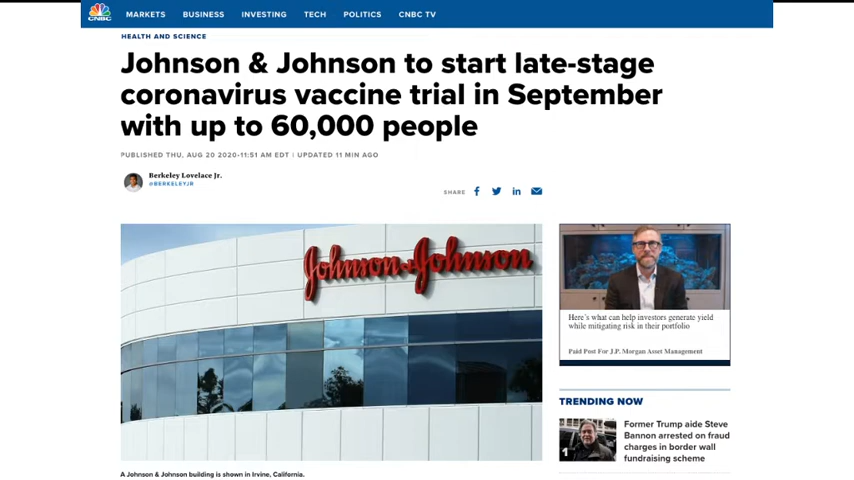 CNBC
MARKETS BUSINESS INVESTING TECH POLITICS CNBC TV
HEALTH AND SCIENCE
Johnson & Johnson to start late-stage
coronavirus vaccine trial in September
with up to 60,000 people
PUBLISHED THU, AUG 20 2020•11:51 AM EDT | UPDATED 11 MIN AGO
Berkeley Lovelace Jr.
@BERKELEYJR
SHARE
Johnson & Johnson
Here's what can help investors generate yield
while mitigating risk in their portfolio
Paid Post For J.P. Morgan Asset Management
TRENDING NOW
1
Former Trump aide Steve
Bannon arrested on fraud
charges in border wall
fundraising scheme
A Johnson & Johnson building is shown in Irvine, California.